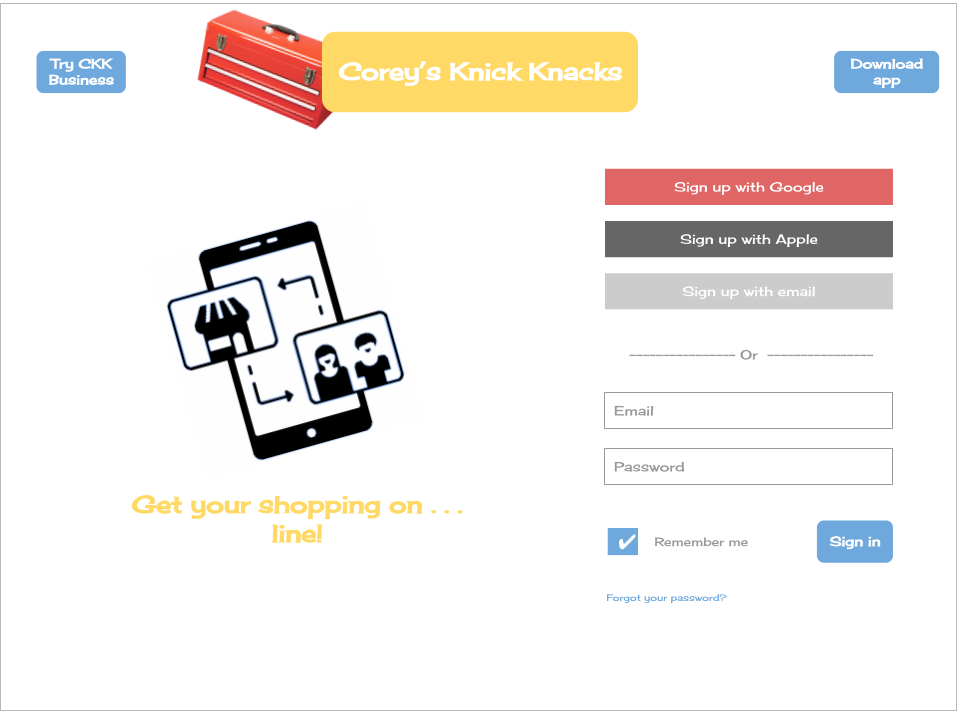 Try CKK
Business
Corey's Knick Knacks
Download
app
Sign up with Google
Sign up with Apple
Sign up with email
---------------- Or ----------------
Email
Password
Get your shopping on . . .
line!
✔ Remember me
Sign in
Forgot your password?